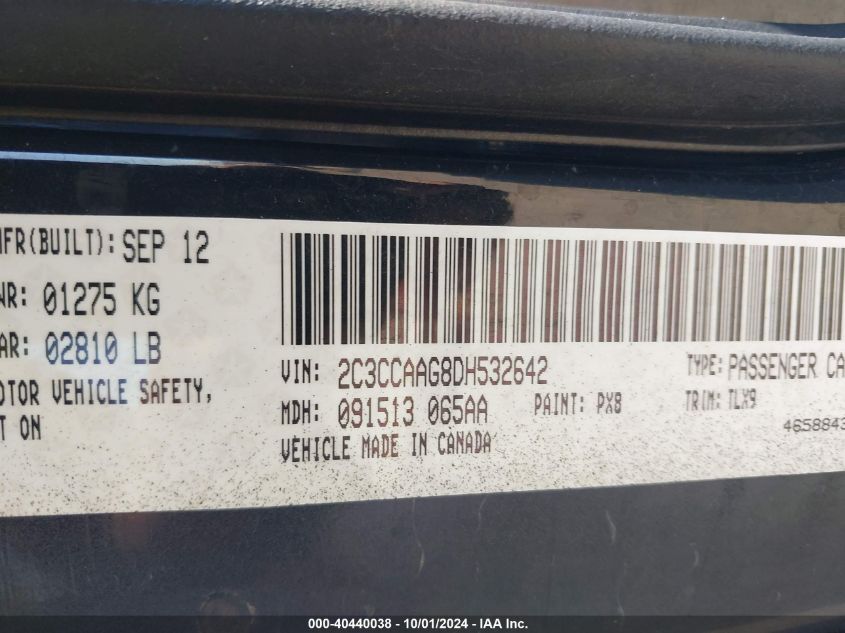 MFR(BUILT): SEP 12
WR: 01275 KG
AR: 02810 LB
MOTOR VEHICLE SAFETY,
T ON
VIN: 2C3CCAAG8DH532642
TYPE: PASSENGER CA
MDH: 091513 065AA
PAINT: PX8
TRIM: TLX9
VEHICLE MADE IN CANADA
4658843
000-40440038 - 10/01/2024 - IAA Inc.